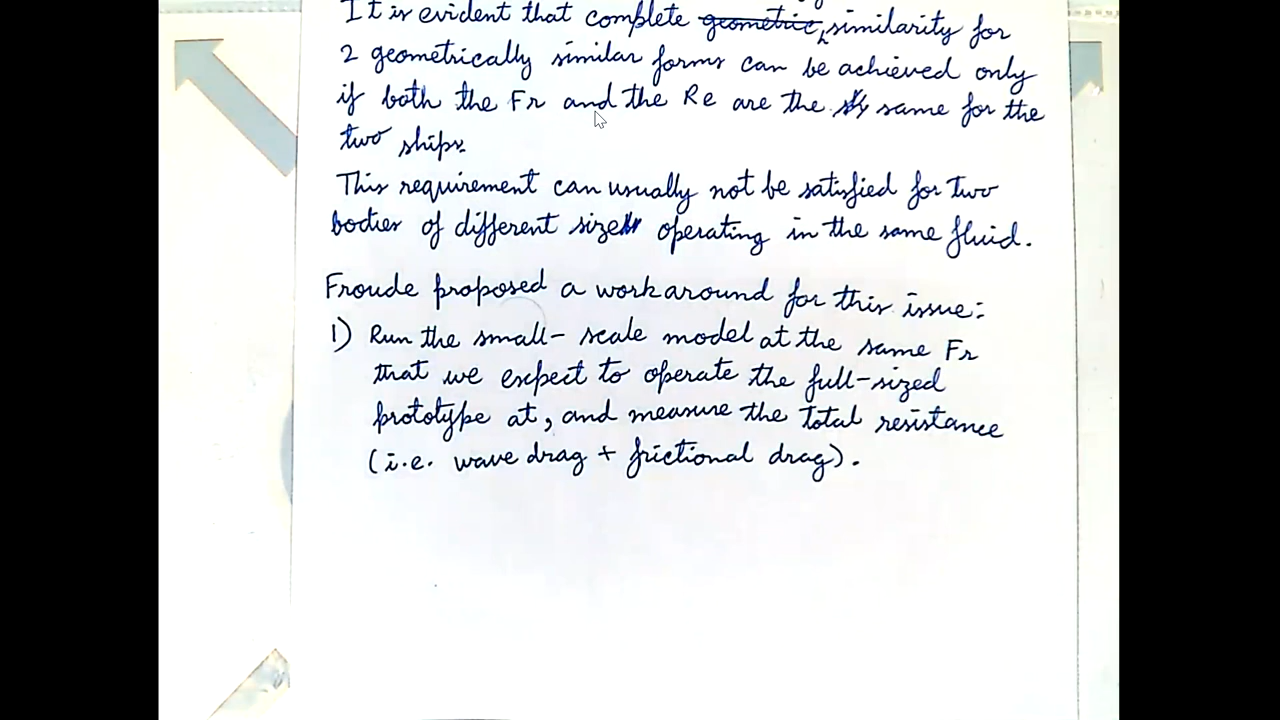 It is evident that complete geometric similarity for
2 geometrically similar forms can be achieved only
if both the Fr and the Re are the same for the
two ships.
This requirement can usually not be satisfied for two
bodies of different size operating in the same fluid.
Froude proposed a workaround for this issue:
1) Run the small-scale model at the same Fr
that we expect to operate the full-sized
prototype at, and measure the total resistance
(i.e. wave drag + frictional drag).